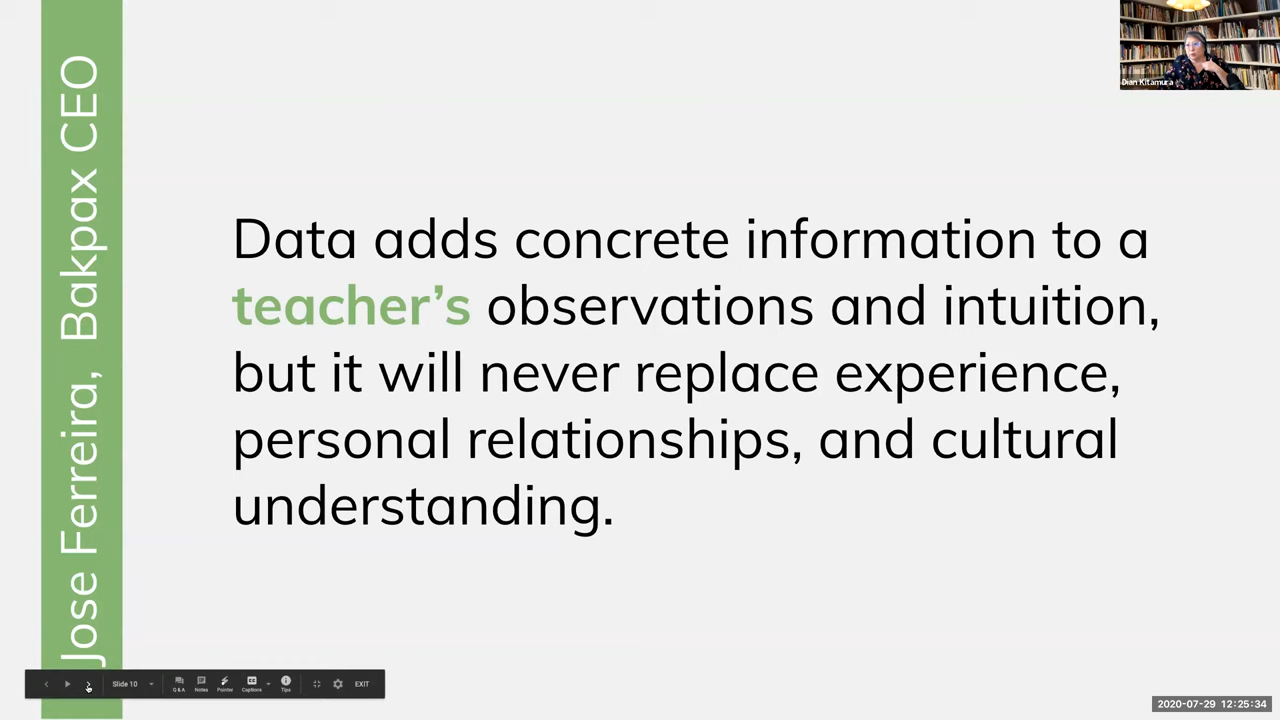 Jose Ferreira, Bakpax CEO
Dian Kitamura
Data adds concrete information to a
teacher's observations and intuition,
but it will never replace experience,
personal relationships, and cultural
understanding.
Slide 10
Q & A
Notes
Pointer
Captions
Tips
EXIT
2020-07-29 12:25:34